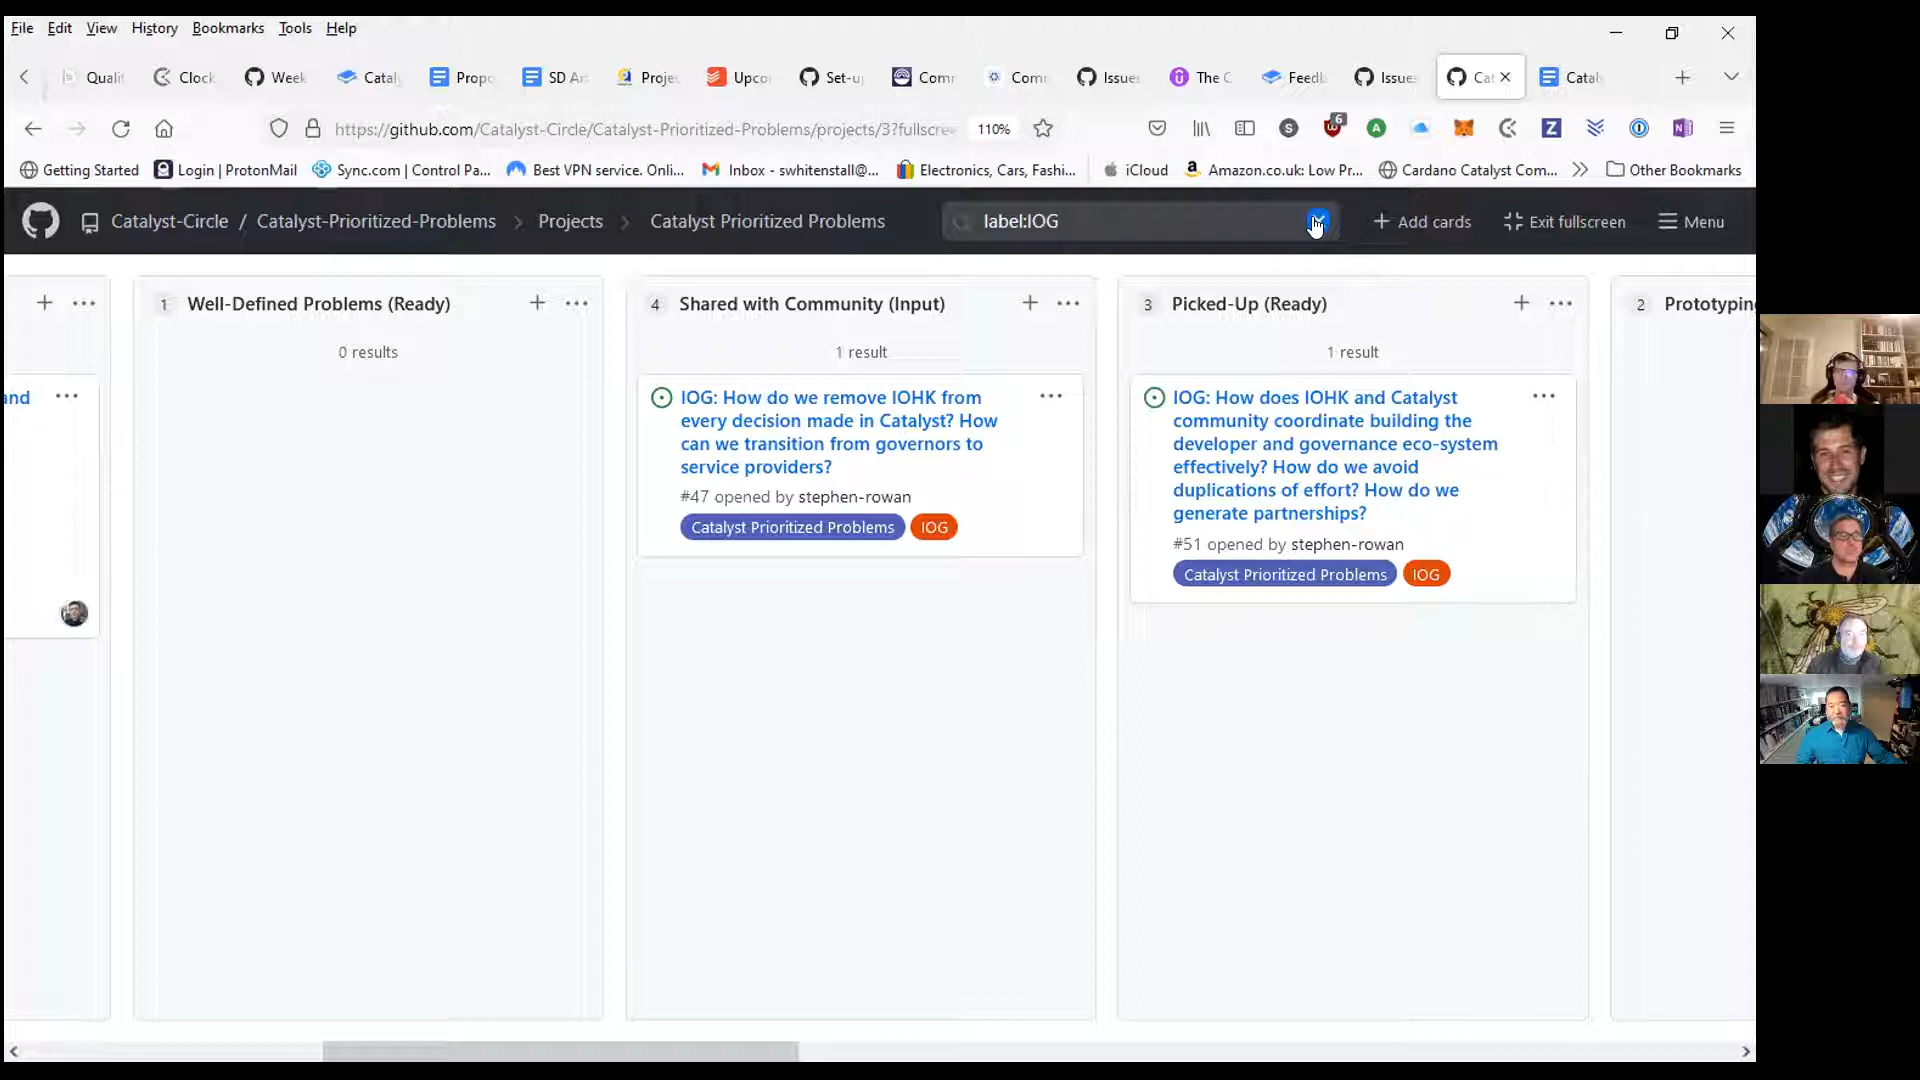 File Edit View History Bookmarks Tools Help
Qualit Clock Week Cataly Propo SD An Projec Upco Set-u Comm Comm Issues The C Feedb Issues Cat Catal
https://github.com/Catalyst-Circle/Catalyst-Prioritized-Problems/projects/3?fullscre 110% S 6 A Z
Getting Started Login | ProtonMail Sync.com | Control Pa... Best VPN service. Onli... Inbox - swhitenstall@... Electronics, Cars, Fashi... iCloud Amazon.co.uk: Low Pr... Cardano Catalyst Com... Other Bookmarks
Catalyst-Circle / Catalyst-Prioritized-Problems > Projects > Catalyst Prioritized Problems label:IOG + Add cards Exit fullscreen Menu
1 Well-Defined Problems (Ready)
0 results
4 Shared with Community (Input)
1 result
IOG: How do we remove IOHK from
every decision made in Catalyst? How
can we transition from governors to
service providers?
#47 opened by stephen-rowan
Catalyst Prioritized Problems IOG
3 Picked-Up (Ready)
1 result
IOG: How does IOHK and Catalyst
community coordinate building the
developer and governance eco-system
effectively? How do we avoid
duplications of effort? How do we
generate partnerships?
#51 opened by stephen-rowan
Catalyst Prioritized Problems IOG
2 Prototyping
and